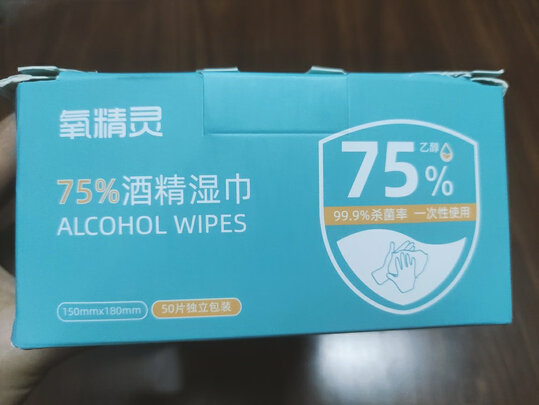 氧精灵
75%酒精湿巾
ALCOHOL WIPES
150mmx180mm
50片独立包装
乙醇
75%
99.9%杀菌率 一次性使用